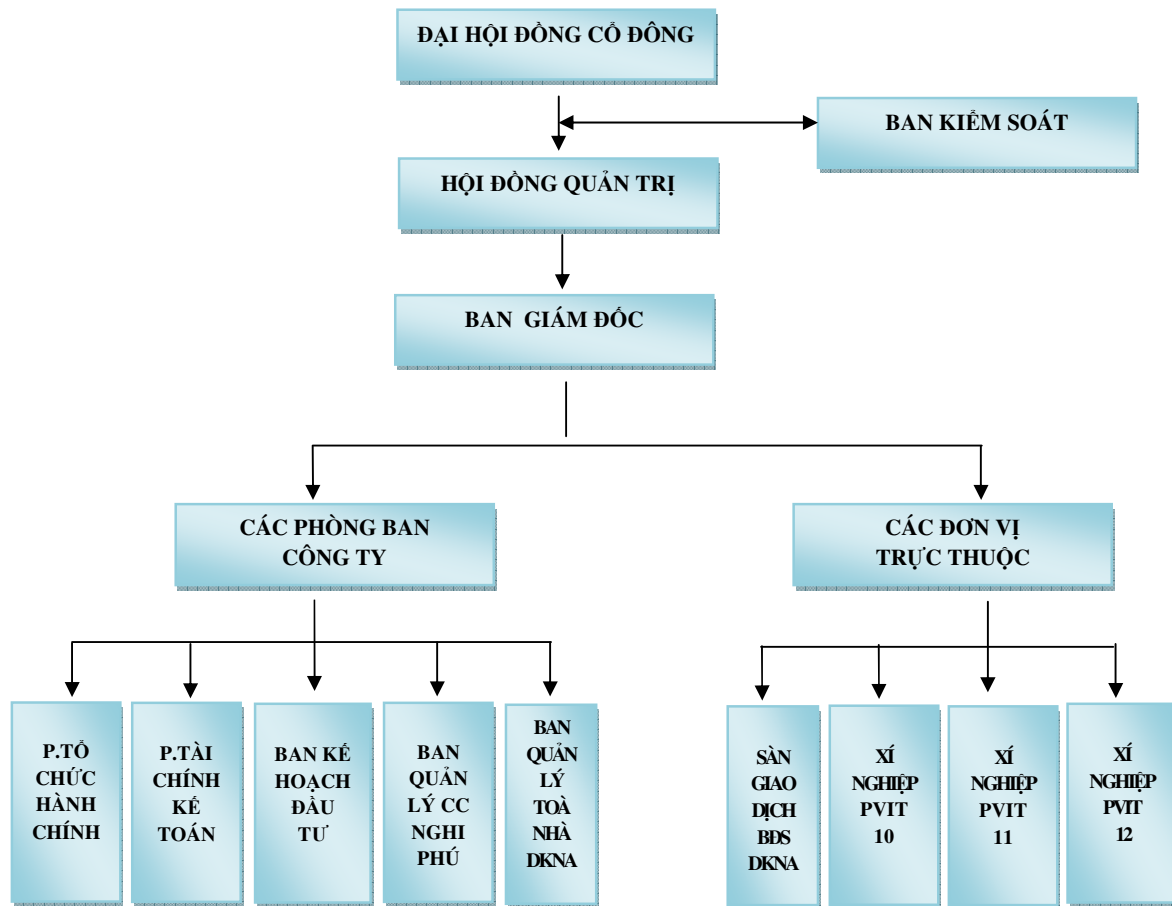 ĐẠI HỘI ĐỒNG CỔ ĐÔNG
BAN KIỂM SOÁT
HỘI ĐỒNG QUẢN TRỊ
BAN GIÁM ĐỐC
CÁC PHÒNG BAN
CÔNG TY
CÁC ĐƠN VỊ
TRỰC THUỘC
P.TỔ
CHỨC
HÀNH
CHÍNH
P.TÀI
CHÍNH
KẾ
TOÁN
BAN KẾ
HOẠCH
ĐẦU
TƯ
BAN
QUẢN
LÝ CC
NGHI
PHÚ
BAN
QUẢN
LÝ
TOÀ
NHÀ
DKNA
SÀN
GIAO
DỊCH
BĐS
DKNA
XÍ
NGHIỆP
PVIT
10
XÍ
NGHIỆP
PVIT
11
XÍ
NGHIỆP
PVIT
12